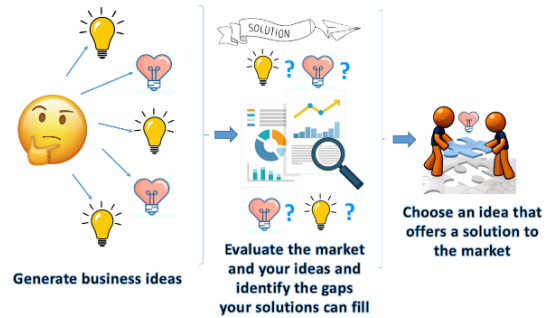 SOLUTION
? ?
? ?
Generate business ideas
Evaluate the market
and your ideas and
identify the gaps
your solutions can fill
Choose an idea that
offers a solution to
the market